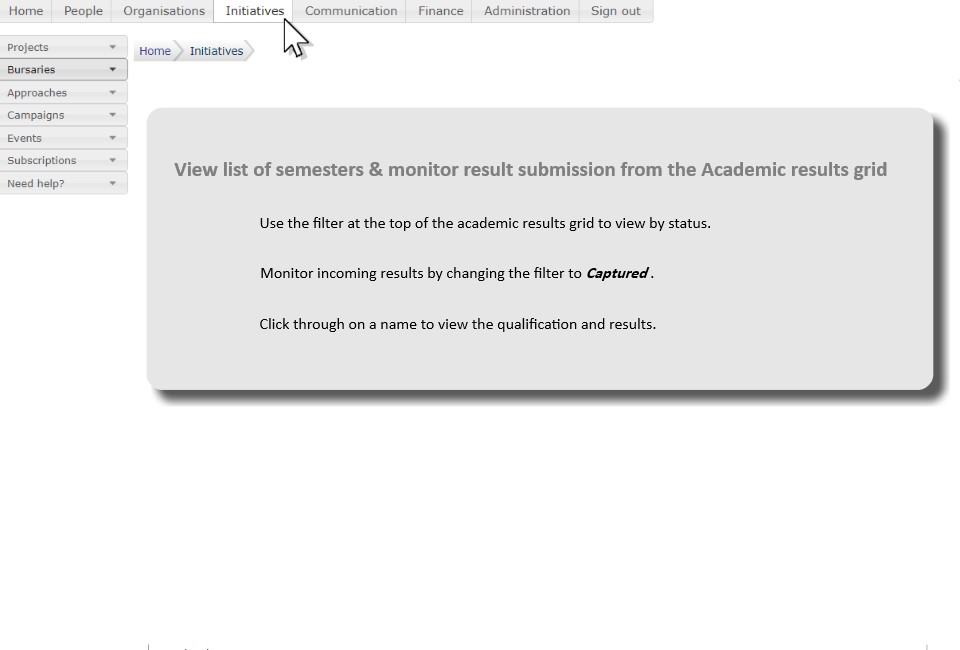 Home People Organisations Initiatives Communication Finance Administration Sign out
Projects
Bursaries
Approaches
Campaigns
Events
Subscriptions
Need help?
Home Initiatives
View list of semesters & monitor result submission from the Academic results grid
Use the filter at the top of the academic results grid to view by status.
Monitor incoming results by changing the filter to Captured .
Click through on a name to view the qualification and results.